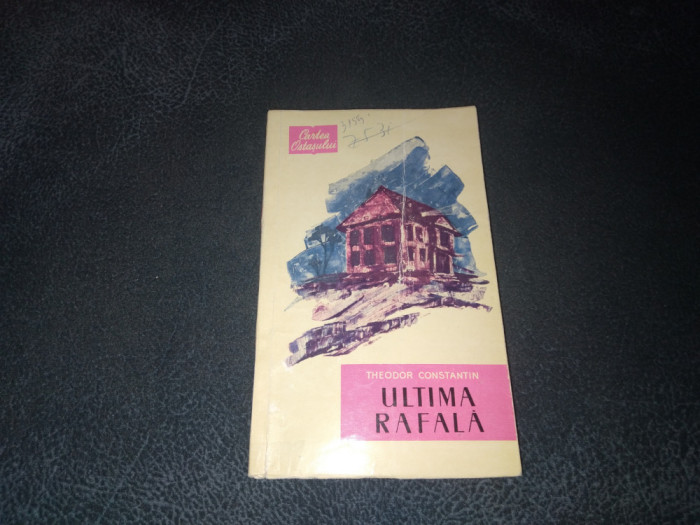 Cartea
Ostașului
THEODOR CONSTANTIN
ULTIMA
RAFALĂ